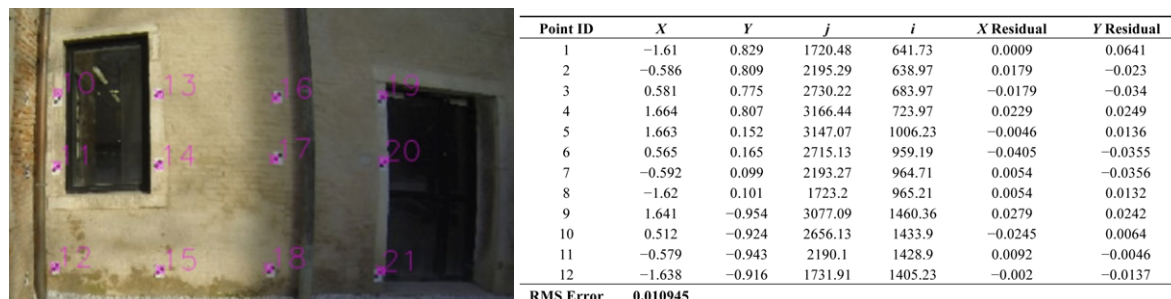 10 13 16 19
11 14 17 20
12 15 18 21
Point ID X Y j i X Residual Y Residual
1 −1.61 0.829 1720.48 641.73 0.0009 0.0641
2 −0.586 0.809 2195.29 638.97 0.0179 −0.023
3 0.581 0.775 2730.22 683.97 −0.0179 −0.034
4 1.664 0.807 3166.44 723.97 0.0229 0.0249
5 1.663 0.152 3147.07 1006.23 −0.0046 0.0136
6 0.565 0.165 2715.13 959.19 −0.0405 −0.0355
7 −0.592 0.099 2193.27 964.71 0.0054 −0.0356
8 −1.62 0.101 1723.2 965.21 0.0054 0.0132
9 1.641 −0.954 3077.09 1460.36 0.0279 0.0242
10 0.512 −0.924 2656.13 1433.9 −0.0245 0.0064
11 −0.579 −0.943 2190.1 1428.9 0.0092 −0.0046
12 −1.638 −0.916 1731.91 1405.23 −0.002 −0.0137
RMS Error 0.010945